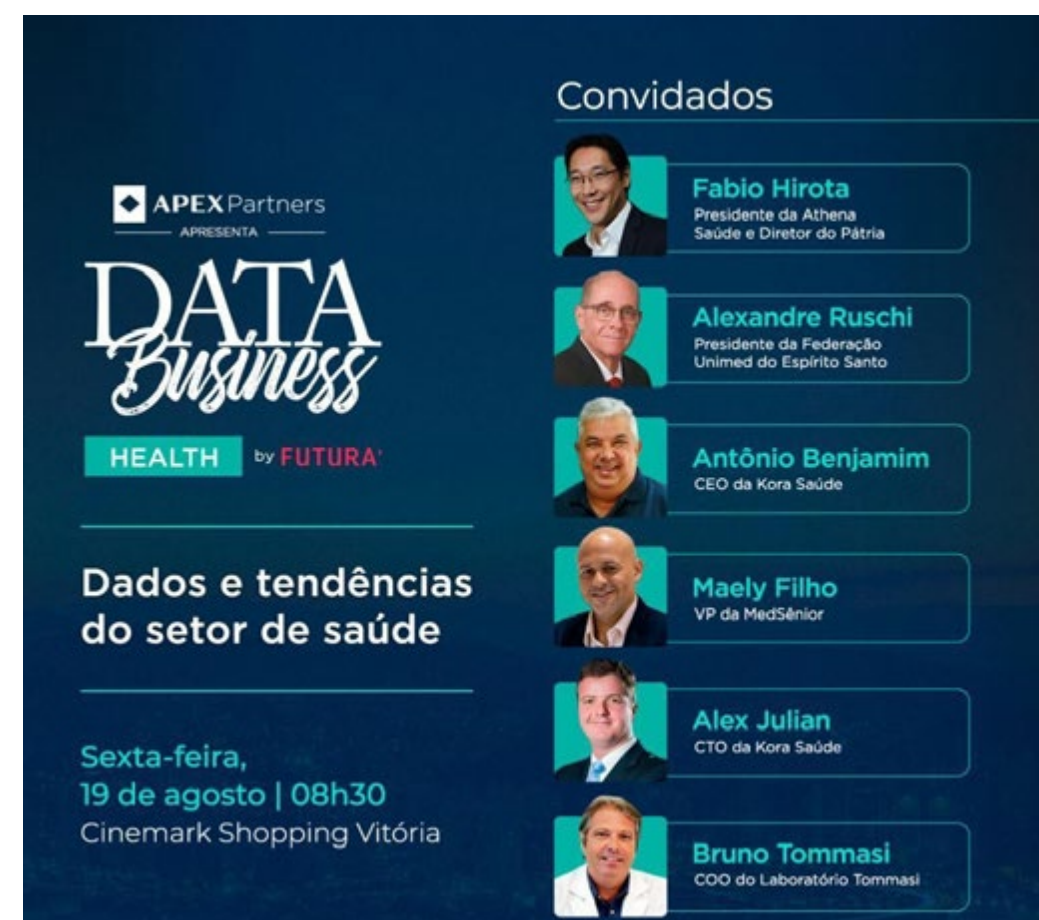 APEX Partners
APRESENTA
DATA
Business
HEALTH by FUTURA
Dados e tendências
do setor de saúde
Sexta-feira,
19 de agosto | 08h30
Cinemark Shopping Vitória
Convidados
Fabio Hirota
Presidente da Athena
Saúde e Diretor do Pátria
Alexandre Ruschi
Presidente da Federação
Unimed do Espírito Santo
Antônio Benjamim
CEO da Kora Saúde
Maely Filho
VP da MedSênior
Alex Julian
CTO da Kora Saúde
Bruno Tommasi
COO do Laboratório Tommasi